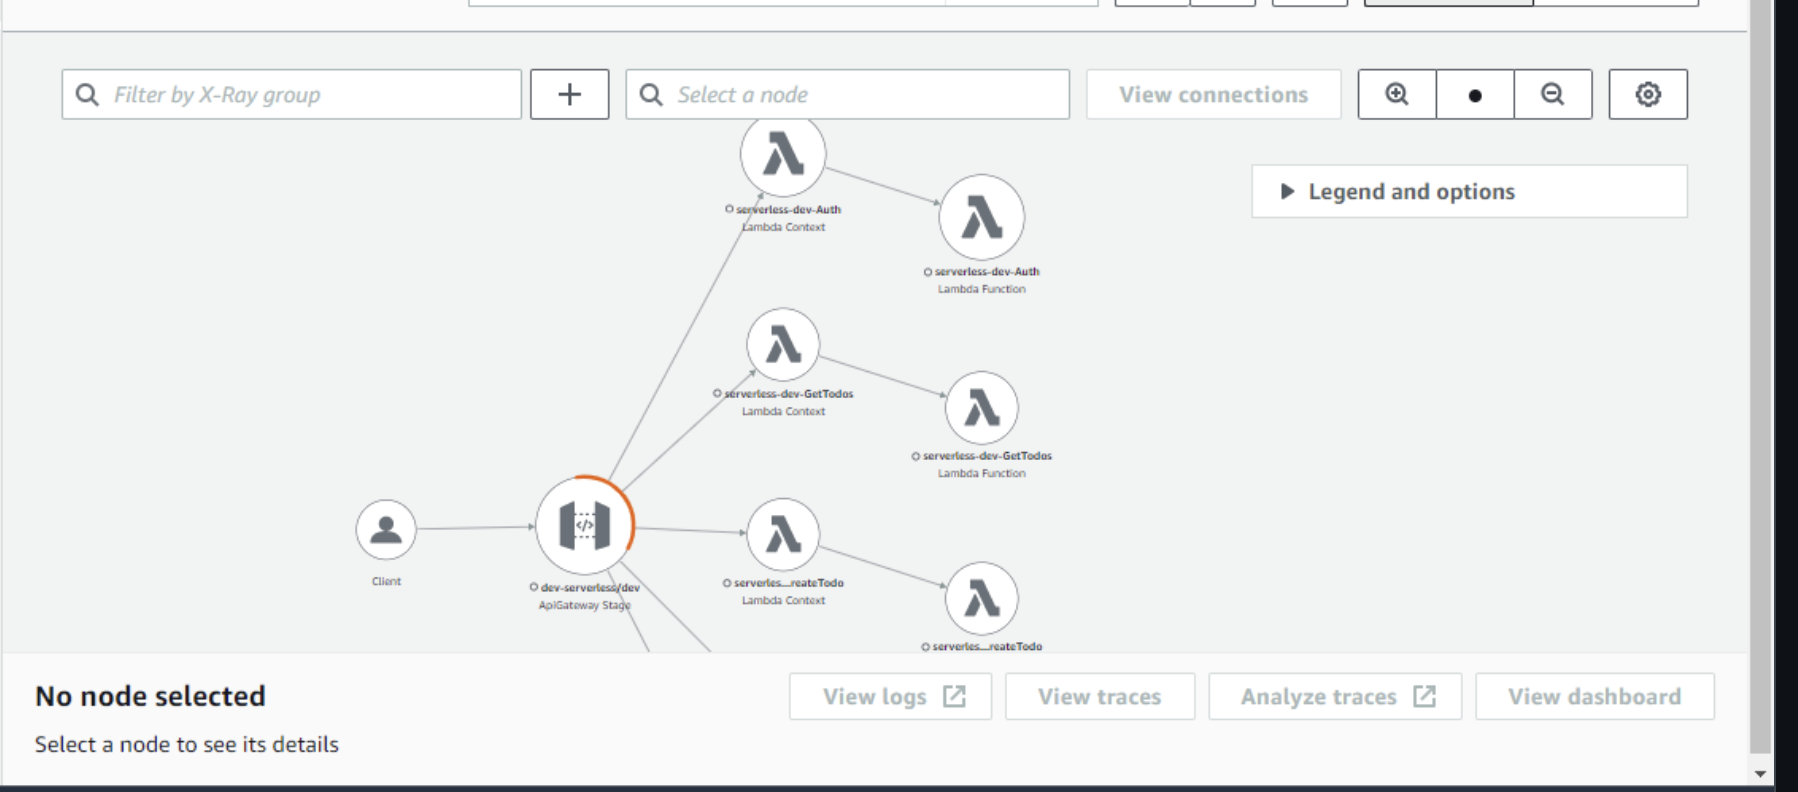 Filter by X-Ray group
Select a node
View connections
Legend and options
serverless-dev-Auth
Lambda Context
serverless-dev-Auth
Lambda Function
serverless-dev-GetTodos
Lambda Context
serverless-dev-GetTodos
Lambda Function
Client
</>
dev-serverless/dev
ApiGateway Stage
serverles...reateTodo
Lambda Context
serverles...reateTodo
No node selected
Select a node to see its details
View logs
View traces
Analyze traces
View dashboard